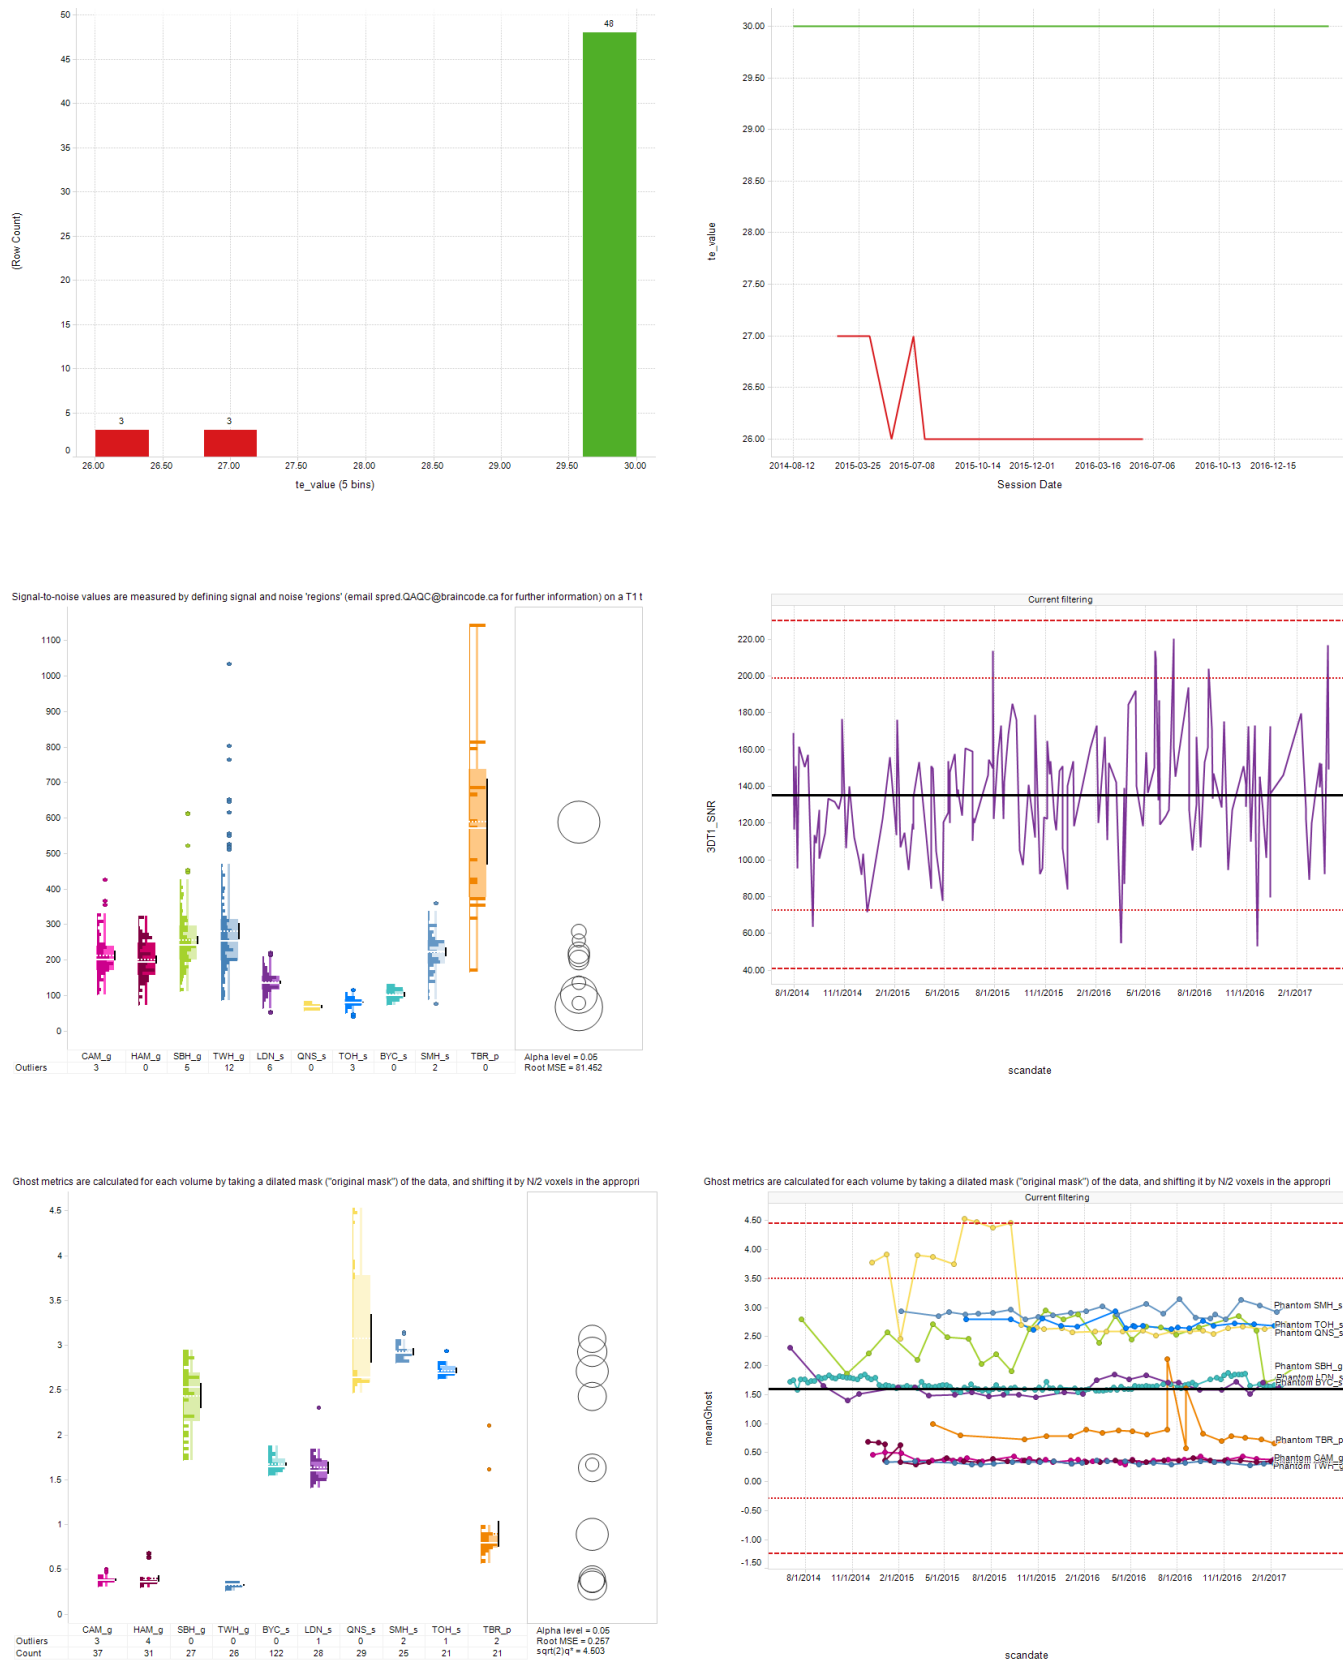 50
48
45
40
35
30
25
20
15
10
5
0
3
3
(Row Count)
26.00 26.50 27.00 27.50 28.00 28.50 29.00 29.50 30.00
te_value (5 bins)
30.00
29.50
29.00
28.50
28.00
27.50
27.00
26.50
26.00
te_value
2014-08-12 2015-03-25 2015-07-08 2015-10-14 2015-12-01 2016-03-16 2016-07-06 2016-10-13 2016-12-15
Session Date
Signal-to-noise values are measured by defining signal and noise 'regions' (email spred.QAQC@braincode.ca for further information) on a T1 t
1100
1000
900
800
700
600
500
400
300
200
100
0
CAM_g HAM_g SBH_g TWH_g LDN_s QNS_s TOH_s BYC_s SMH_s TBR_p
Outliers 3 0 5 12 6 0 3 0 2 0
Alpha level = 0.05
Root MSE = 81.452
Current filtering
220.00
200.00
180.00
160.00
140.00
120.00
100.00
80.00
60.00
40.00
3DT1_SNR
8/1/2014 11/1/2014 2/1/2015 5/1/2015 8/1/2015 11/1/2015 2/1/2016 5/1/2016 8/1/2016 11/1/2016 2/1/2017
scandate
Ghost metrics are calculated for each volume by taking a dilated mask ("original mask") of the data, and shifting it by N/2 voxels in the appropri
4.5
4
3.5
3
2.5
2
1.5
1
0.5
0
CAM_g HAM_g SBH_g TWH_g BYC_s LDN_s QNS_s SMH_s TOH_s TBR_p
Outliers 3 4 0 0 0 1 0 2 1 2
Count 37 31 27 26 122 28 29 25 21 21
Alpha level = 0.05
Root MSE = 0.257
sqrt(2)q* = 4.503
Ghost metrics are calculated for each volume by taking a dilated mask ("original mask") of the data, and shifting it by N/2 voxels in the appropri
Current filtering
4.50
4.00
3.50
3.00
2.50
2.00
1.50
1.00
0.50
0.00
-0.50
-1.00
-1.50
meanGhost
Phantom SMH_s
Phantom TOH_s
Phantom QNS_s
Phantom SBH_g
Phantom LDN_s
Phantom BYC_s
Phantom TBR_p
Phantom CAM_g
Phantom TWH_g
8/1/2014 11/1/2014 2/1/2015 5/1/2015 8/1/2015 11/1/2015 2/1/2016 5/1/2016 8/1/2016 11/1/2016 2/1/2017
scandate